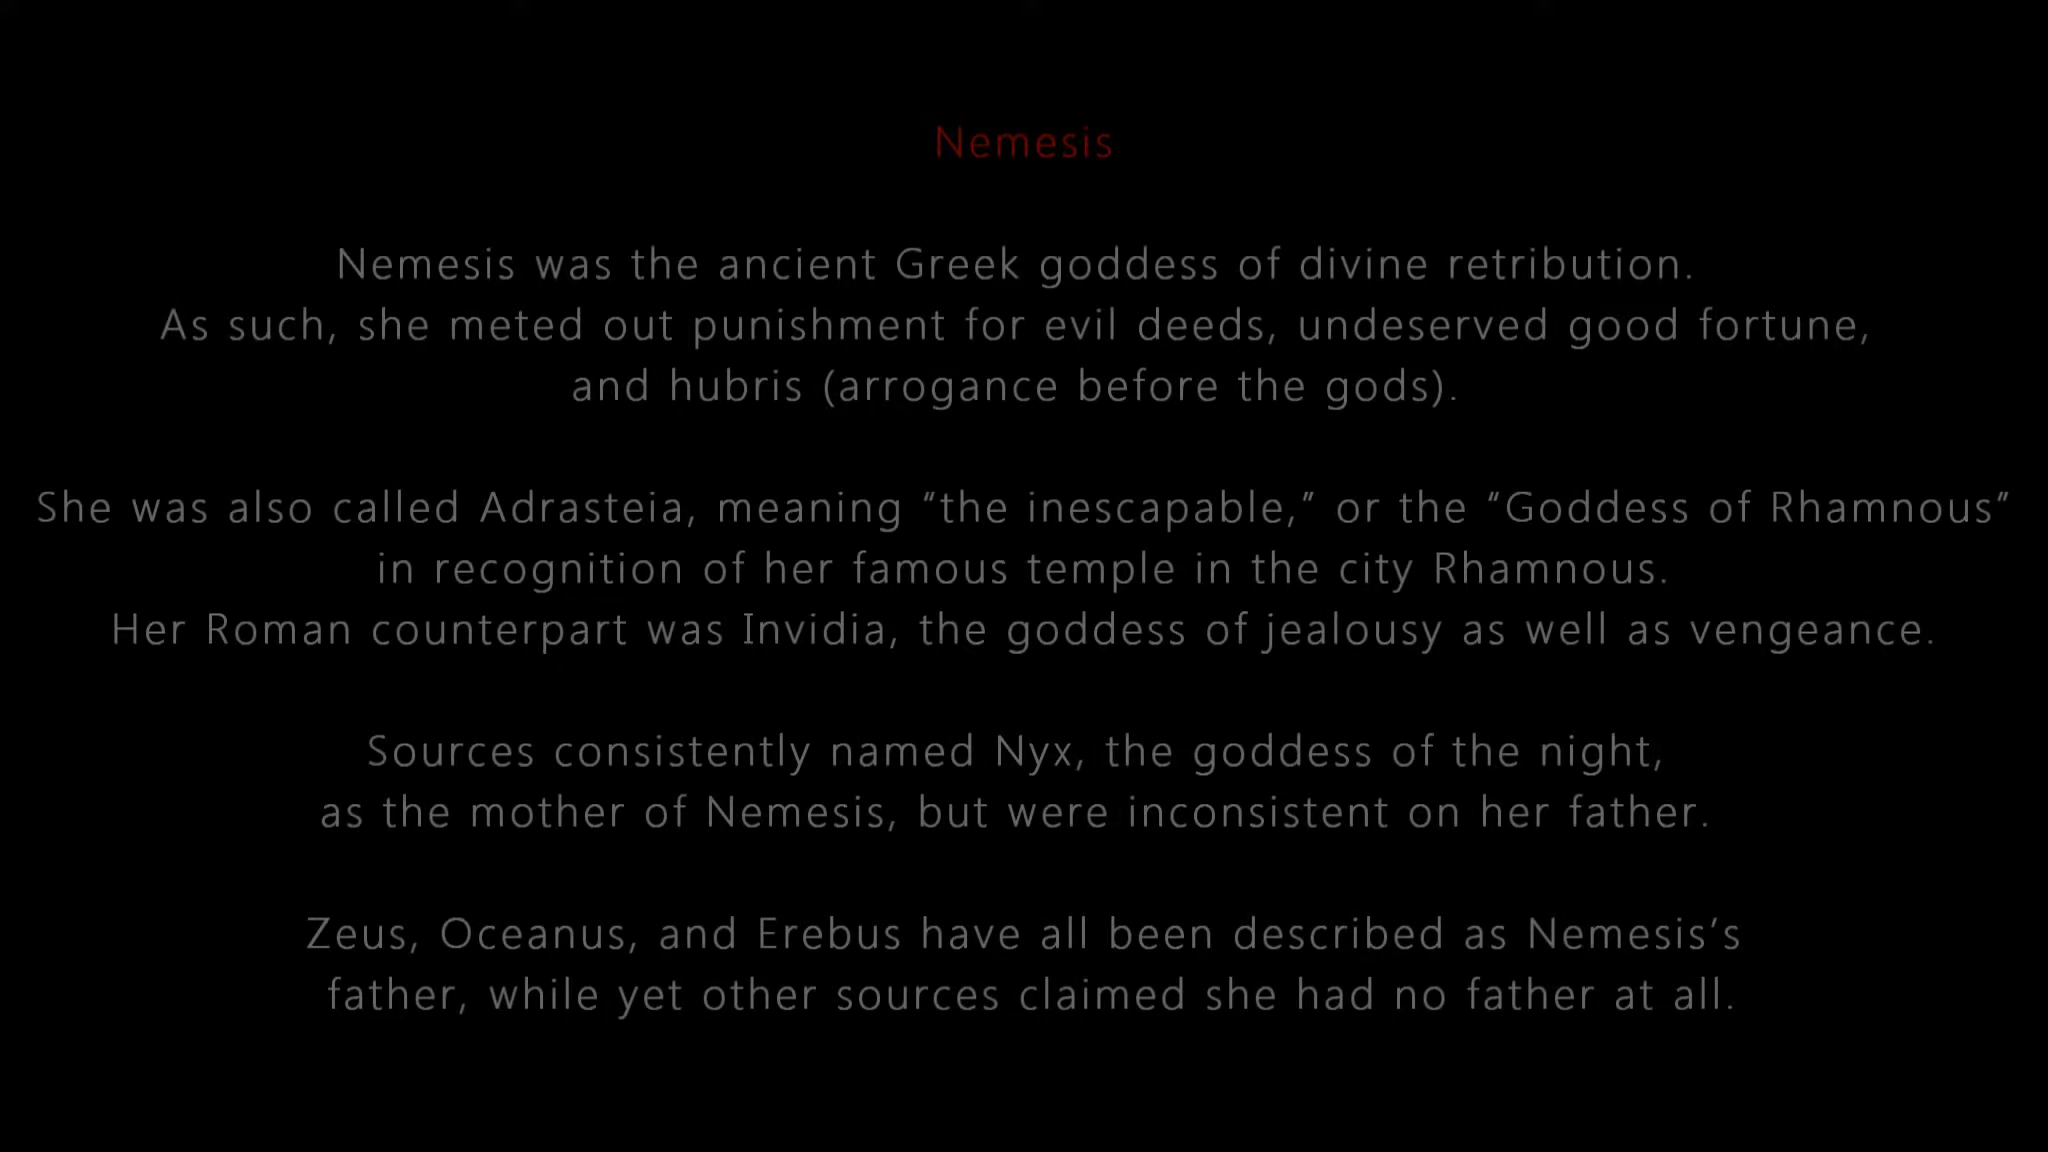 Nemesis
Nemesis was the ancient Greek goddess of divine retribution.
As such, she meted out punishment for evil deeds, undeserved good fortune,
and hubris (arrogance before the gods).
She was also called Adrasteia, meaning “the inescapable,” or the “Goddess of Rhamnous”
in recognition of her famous temple in the city Rhamnous.
Her Roman counterpart was Invidia, the goddess of jealousy as well as vengeance.
Sources consistently named Nyx, the goddess of the night,
as the mother of Nemesis, but were inconsistent on her father.
Zeus, Oceanus, and Erebus have all been described as Nemesis’s
father, while yet other sources claimed she had no father at all.